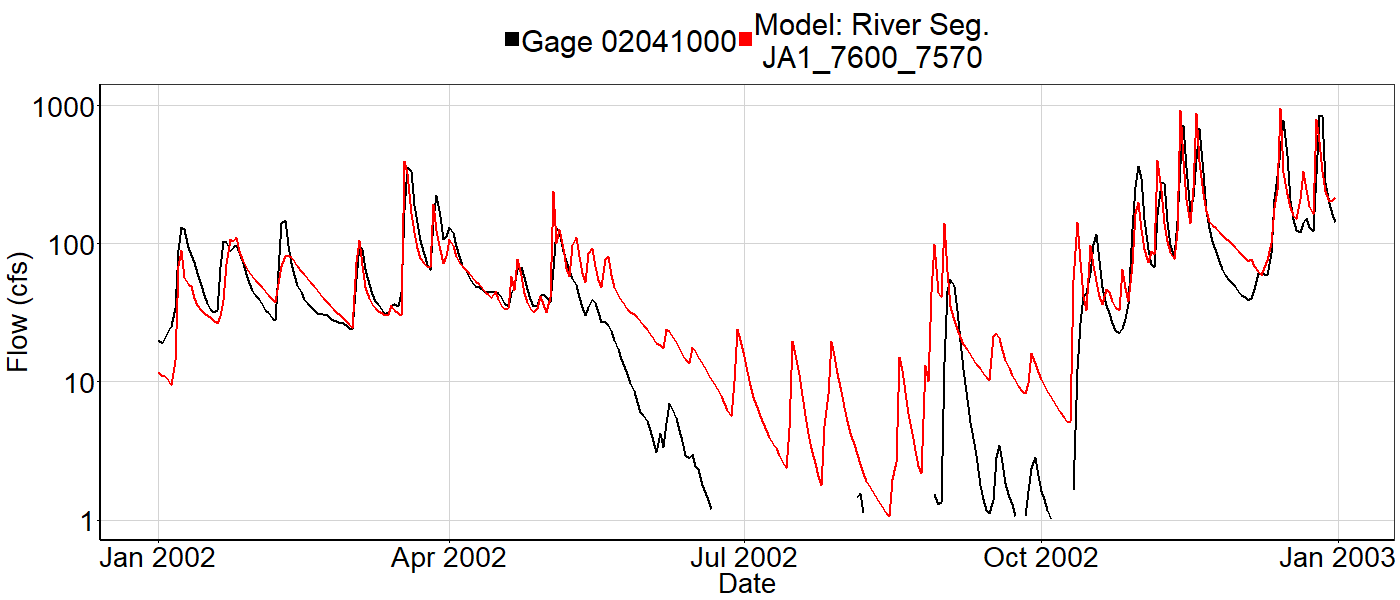 Gage 02041000
Model: River Seg.
JA1_7600_7570
Flow (cfs)
1000
100
10
1
Jan 2002
Apr 2002
Jul 2002
Oct 2002
Jan 2003
Date